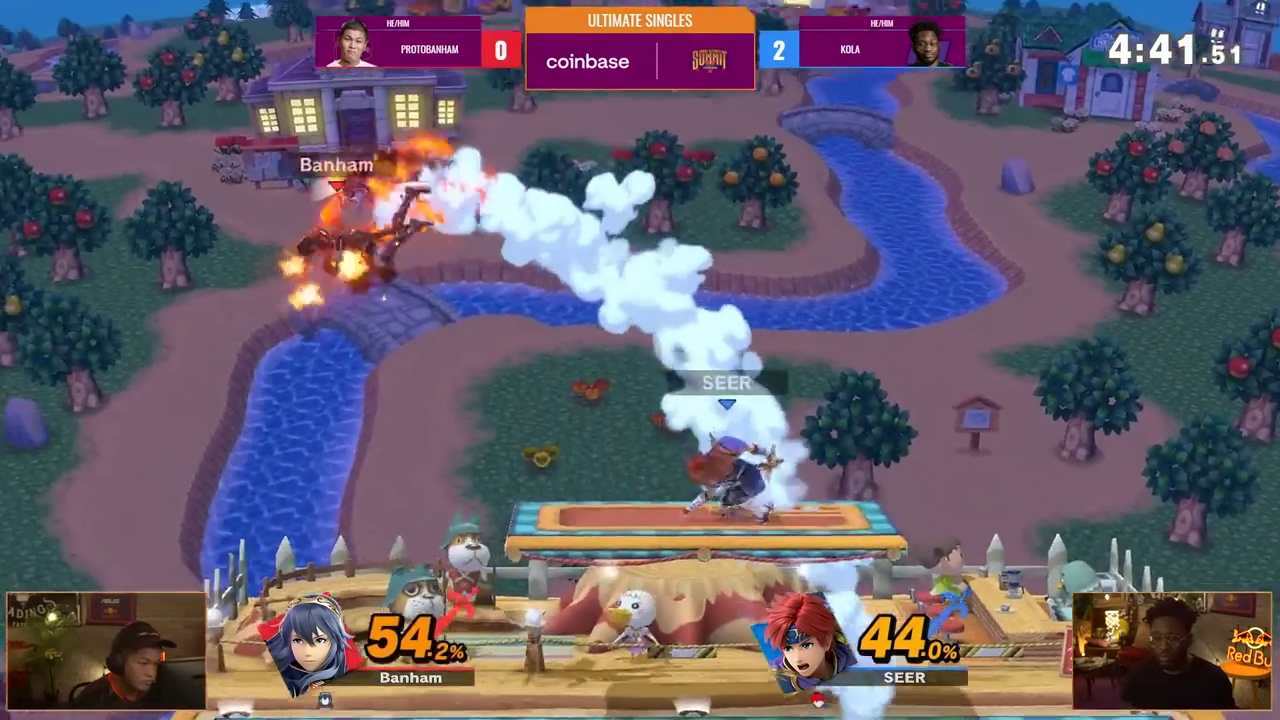 HE/HIM
PROTOBANHAM
0
ULTIMATE SINGLES
coinbase
SUMMIT
2
HE/HIM
KOLA
4:41.51
Banham
SEER
54.2%
Banham
44.0%
SEER
Red Bu